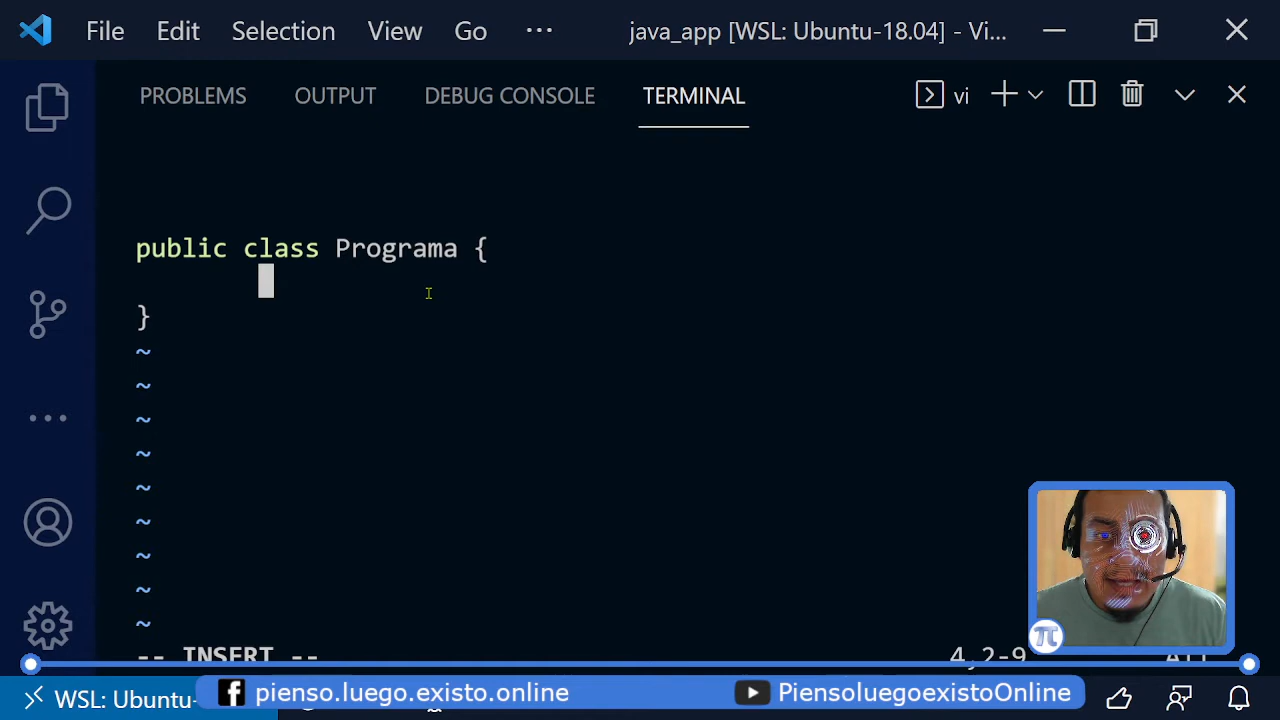 File Edit Selection View Go ··· java_app [WSL: Ubuntu-18.04] - Vi...
PROBLEMS OUTPUT DEBUG CONSOLE TERMINAL vi
public class Programa {
}
~
~
~
~
~
~
~
~
~
-- INSERT -- 4,2-9 All
π
WSL: Ubuntu- pienso.luego.existo.online PiensoluegoexistoOnline